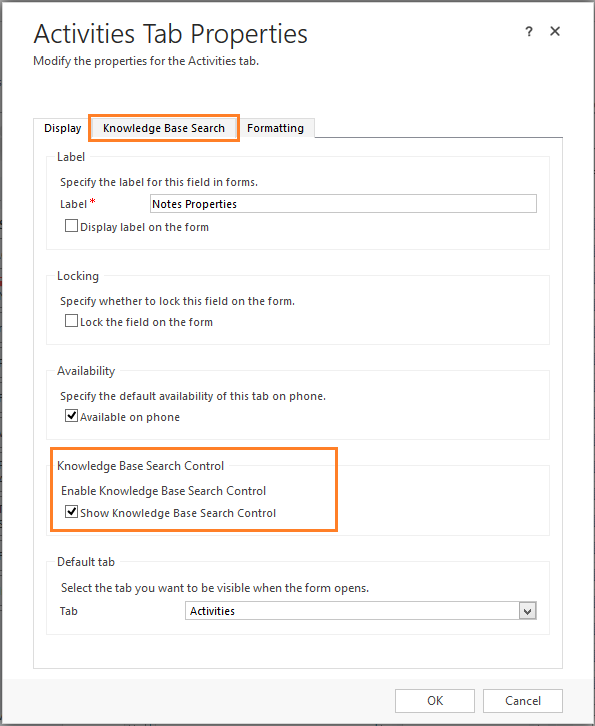 Activities Tab Properties
? ✕
Modify the properties for the Activities tab.
Display Knowledge Base Search Formatting
Label
Specify the label for this field in forms.
Label * Notes Properties
Display label on the form
Locking
Specify whether to lock this field on the form.
Lock the field on the form
Availability
Specify the default availability of this tab on phone.
Available on phone
Knowledge Base Search Control
Enable Knowledge Base Search Control
Show Knowledge Base Search Control
Default tab
Select the tab you want to be visible when the form opens.
Tab Activities
OK Cancel